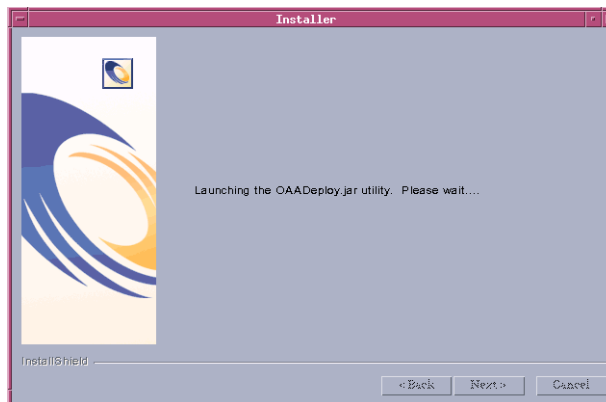 Installer
Launching the OAADeploy.jar utility. Please wait....
InstallShield
< Back
Next >
Cancel